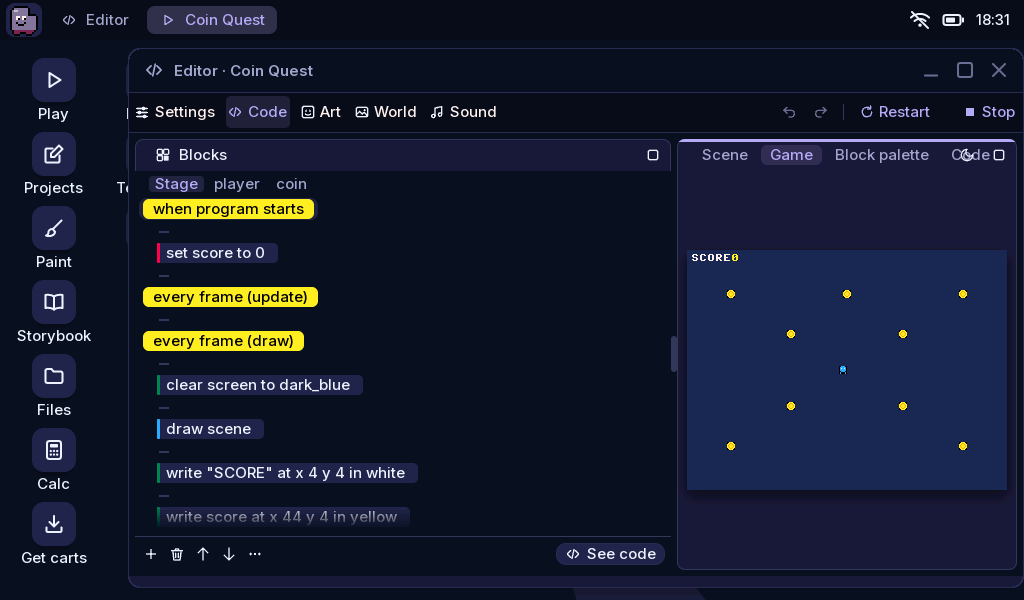 Editor
Coin Quest
18:31
Play
Projects
Paint
Storybook
Files
Calc
Get carts
Editor · Coin Quest
Settings
Code
Art
World
Sound
Restart
Stop
Blocks
Stage player coin
when program starts
set score to 0
every frame (update)
every frame (draw)
clear screen to dark_blue
draw scene
write "SCORE" at x 4 y 4 in white
write score at x 44 y 4 in yellow
See code
Scene
Game
Block palette
Code
SCORE0